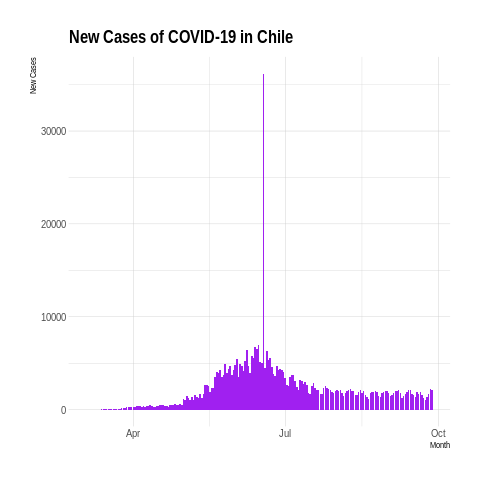 New Cases of COVID-19 in Chile
New Cases
30000
20000
10000
0
Apr
Jul
Oct
Month